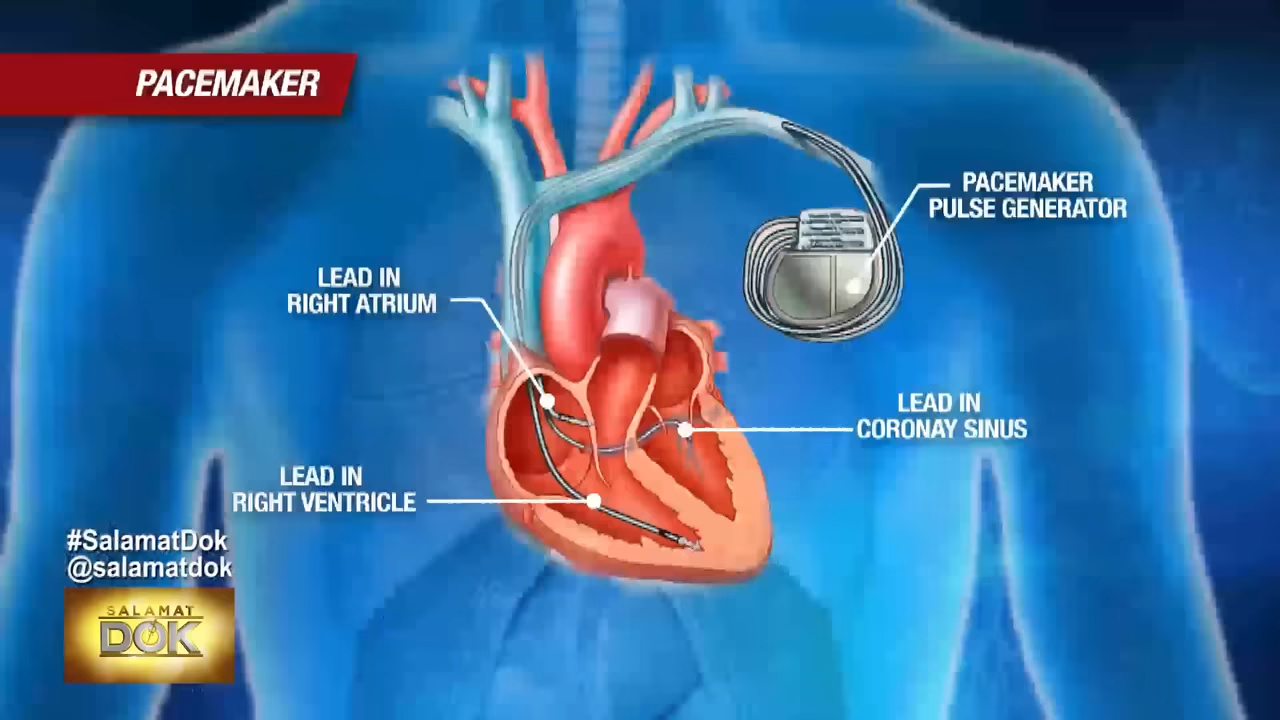 PACEMAKER
PACEMAKER
PULSE GENERATOR
LEAD IN
RIGHT ATRIUM
LEAD IN
CORONAY SINUS
LEAD IN
RIGHT VENTRICLE
#SalamatDok
@salamatdok
SALAMAT
DOK